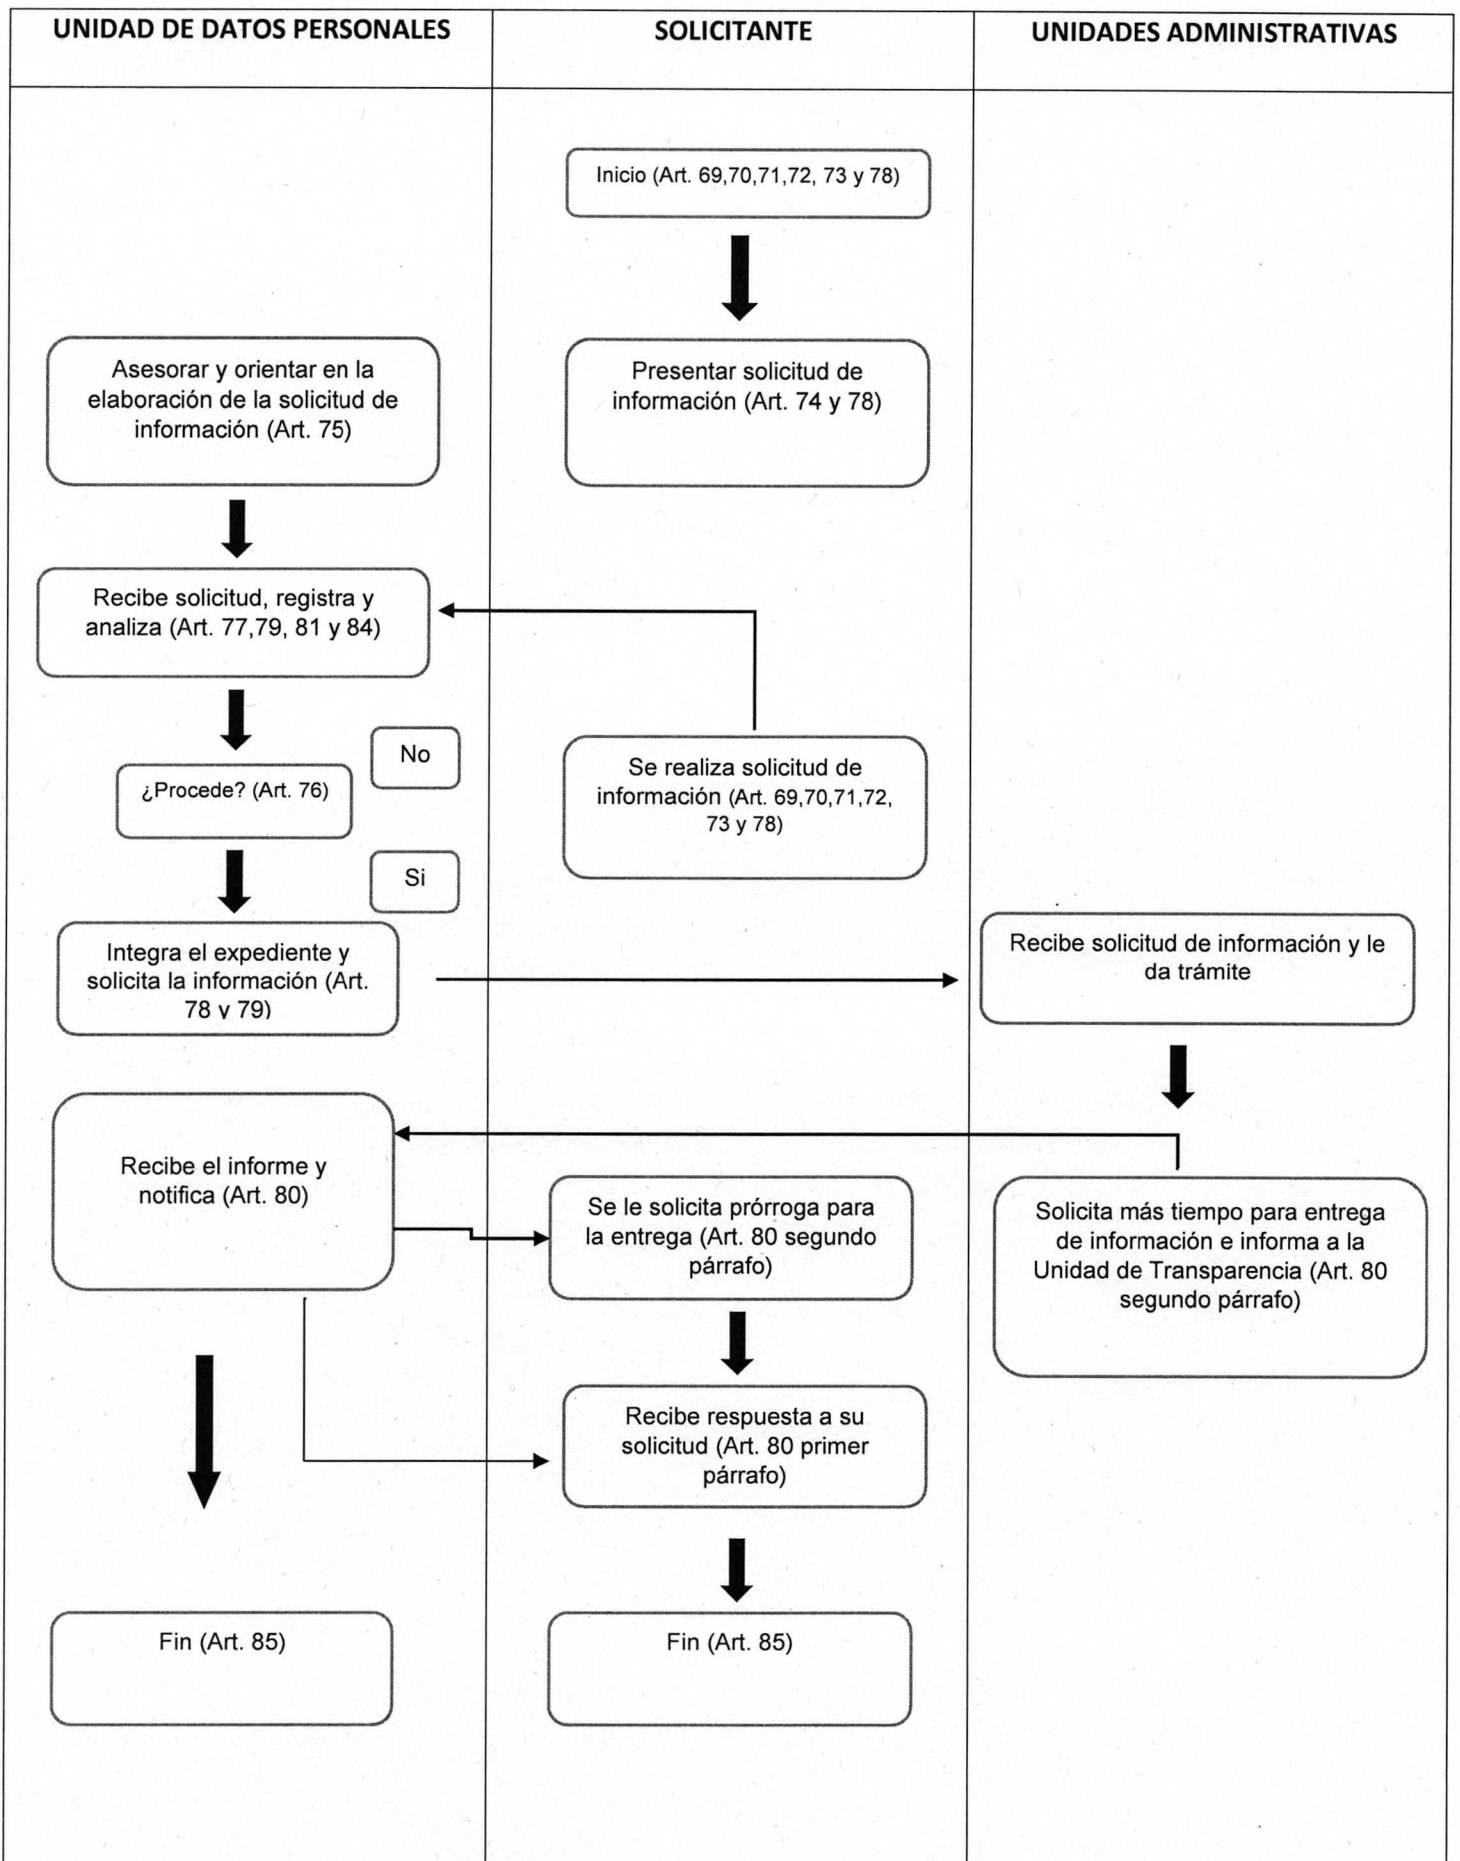 UNIDAD DE DATOS PERSONALES
SOLICITANTE
UNIDADES ADMINISTRATIVAS
Inicio (Art. 69,70,71,72, 73 y 78)
Asesorar y orientar en la
elaboración de la solicitud de
información (Art. 75)
Presentar solicitud de
información (Art. 74 y 78)
Recibe solicitud, registra y
analiza (Art. 77,79, 81 y 84)
No
¿Procede? (Art. 76)
Se realiza solicitud de
información (Art. 69,70,71,72,
73 y 78)
Si
Integra el expediente y
solicita la información (Art.
78 y 79)
Recibe solicitud de información y le
da trámite
Recibe el informe y
notifica (Art. 80)
Se le solicita prórroga para
la entrega (Art. 80 segundo
párrafo)
Solicita más tiempo para entrega
de información e informa a la
Unidad de Transparencia (Art. 80
segundo párrafo)
Recibe respuesta a su
solicitud (Art. 80 primer
párrafo)
Fin (Art. 85)
Fin (Art. 85)